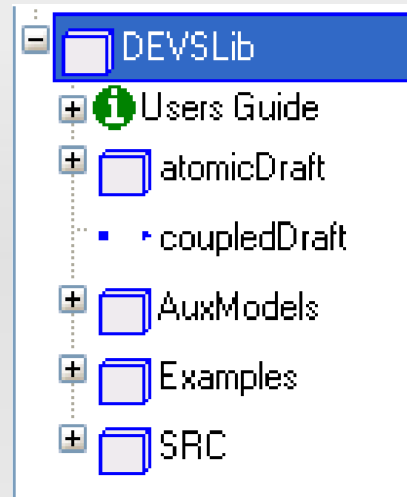 DEVSLib
Users Guide
atomicDraft
coupledDraft
AuxModels
Examples
SRC